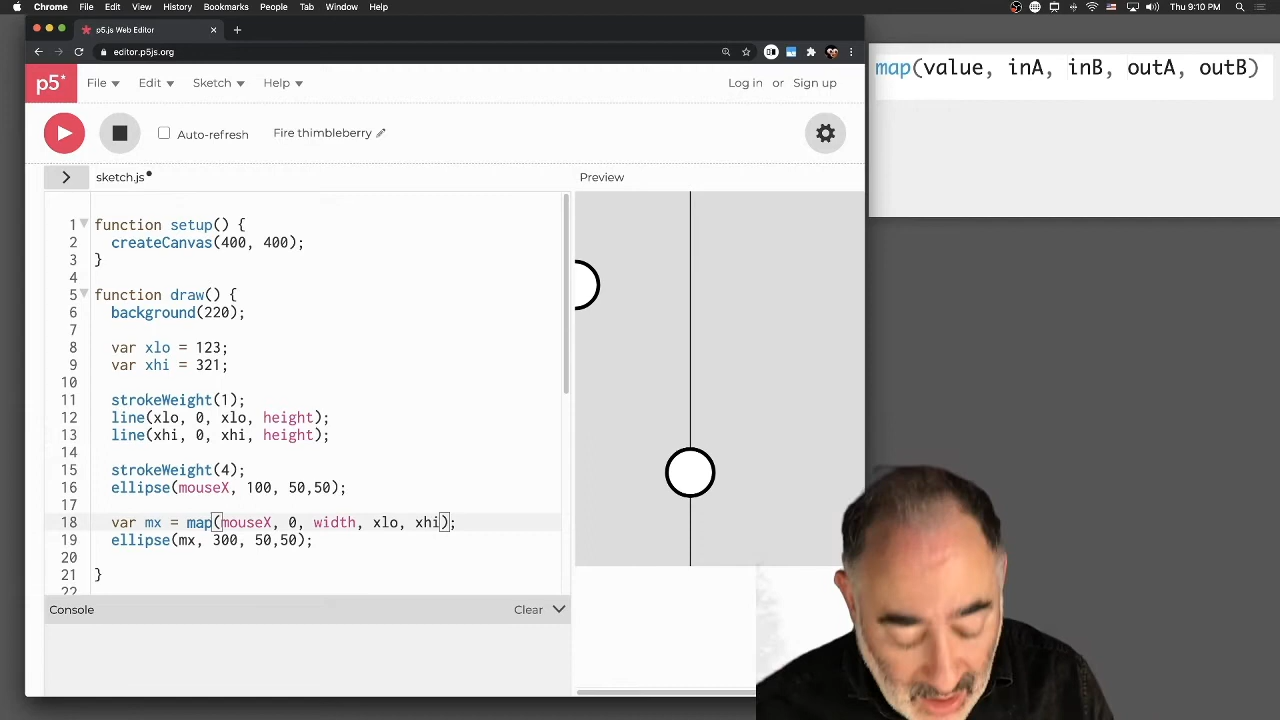 Chrome File Edit View History Bookmarks People Tab Window Help Thu 9:10 PM
p5.js Web Editor
editor.p5js.org
p5* File Edit Sketch Help Log in or Sign up
Auto-refresh Fire thimbleberry
sketch.js
Preview
1 function setup() {
2 createCanvas(400, 400);
3 }
4
5 function draw() {
6 background(220);
7
8 var xlo = 123;
9 var xhi = 321;
10
11 strokeWeight(1);
12 line(xlo, 0, xlo, height);
13 line(xhi, 0, xhi, height);
14
15 strokeWeight(4);
16 ellipse(mouseX, 100, 50,50);
17
18 var mx = map(mouseX, 0, width, xlo, xhi);
19 ellipse(mx, 300, 50,50);
20
21 }
22
Console Clear
map(value, inA, inB, outA, outB)